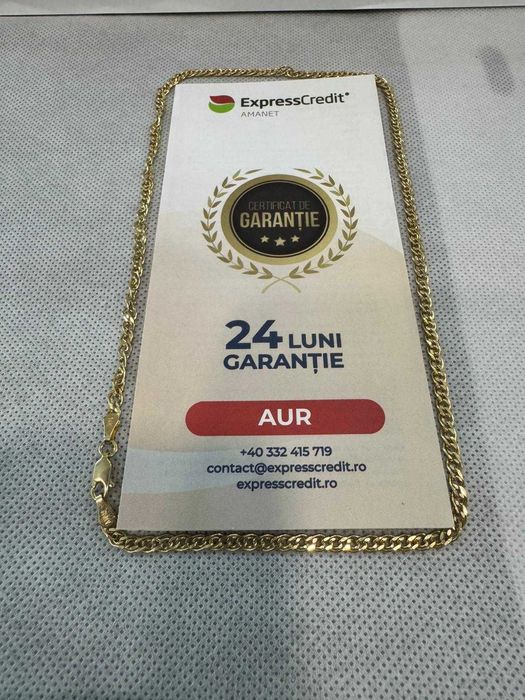 ExpressCredit®
AMANET
CERTIFICAT DE
GARANȚIE
24 LUNI
GARANȚIE
AUR
+40 332 415 719
contact@expresscredit.ro
expresscredit.ro